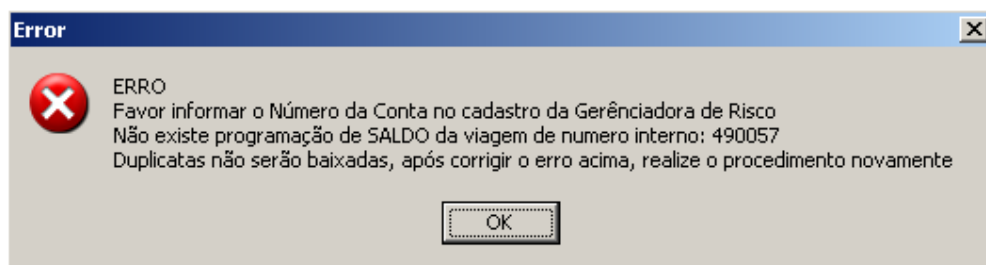 Error
ERRO
Favor informar o Número da Conta no cadastro da Gerênciadora de Risco
Não existe programação de SALDO da viagem de numero interno: 490057
Duplicatas não serão baixadas, após corrigir o erro acima, realize o procedimento novamente
OK